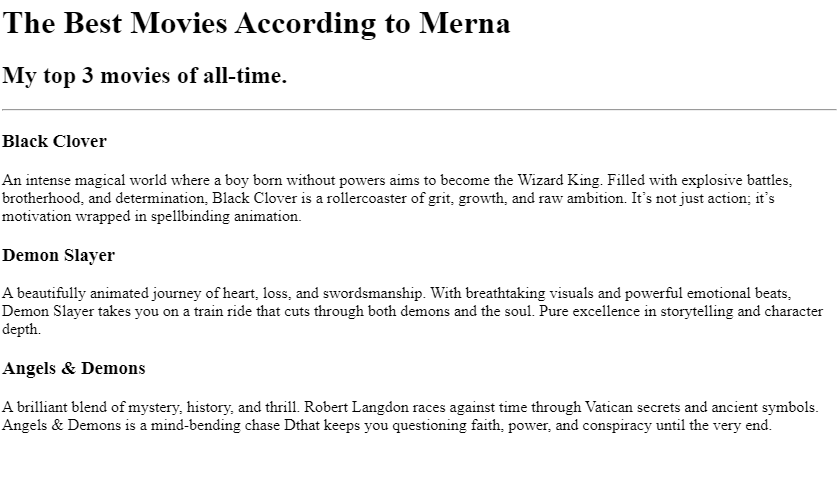 The Best Movies According to Merna
My top 3 movies of all-time.
Black Clover
An intense magical world where a boy born without powers aims to become the Wizard King. Filled with explosive battles,
brotherhood, and determination, Black Clover is a rollercoaster of grit, growth, and raw ambition. It’s not just action; it’s
motivation wrapped in spellbinding animation.
Demon Slayer
A beautifully animated journey of heart, loss, and swordsmanship. With breathtaking visuals and powerful emotional beats,
Demon Slayer takes you on a train ride that cuts through both demons and the soul. Pure excellence in storytelling and character
depth.
Angels & Demons
A brilliant blend of mystery, history, and thrill. Robert Langdon races against time through Vatican secrets and ancient symbols.
Angels & Demons is a mind-bending chase Dthat keeps you questioning faith, power, and conspiracy until the very end.